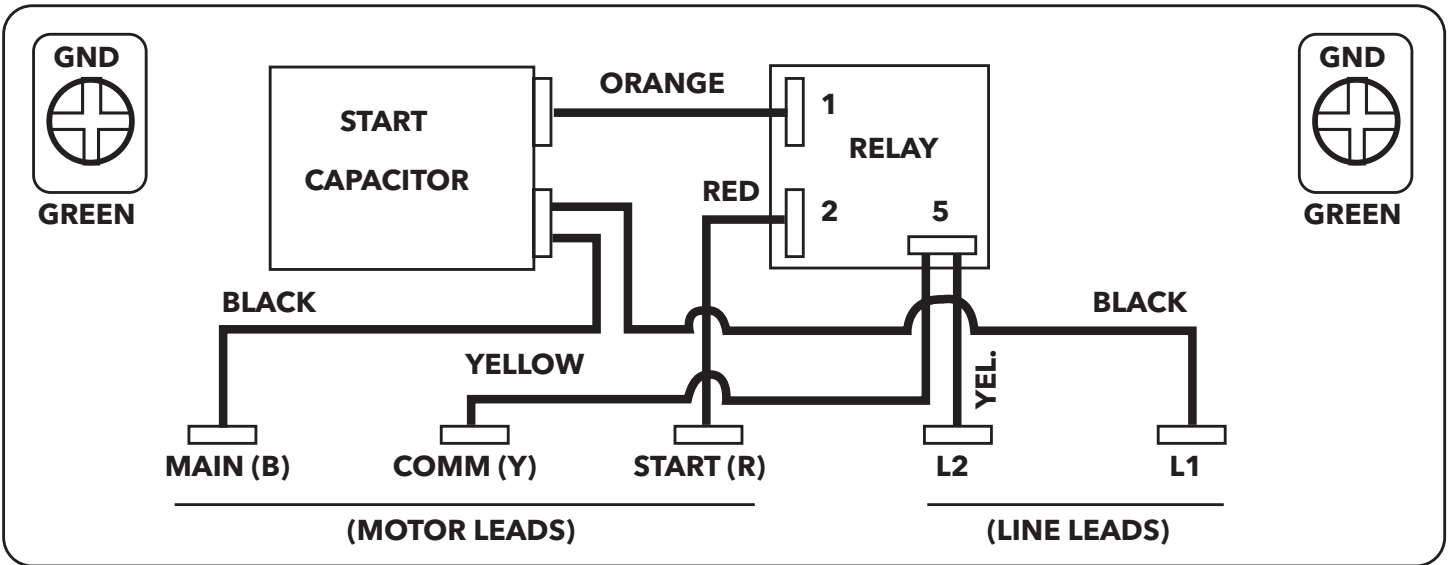 GND
GREEN
START
CAPACITOR
ORANGE
RED
1
RELAY
2
5
GND
GREEN
BLACK
YELLOW
YEL.
BLACK
MAIN (B)
COMM (Y)
START (R)
L2
L1
(MOTOR LEADS)
(LINE LEADS)